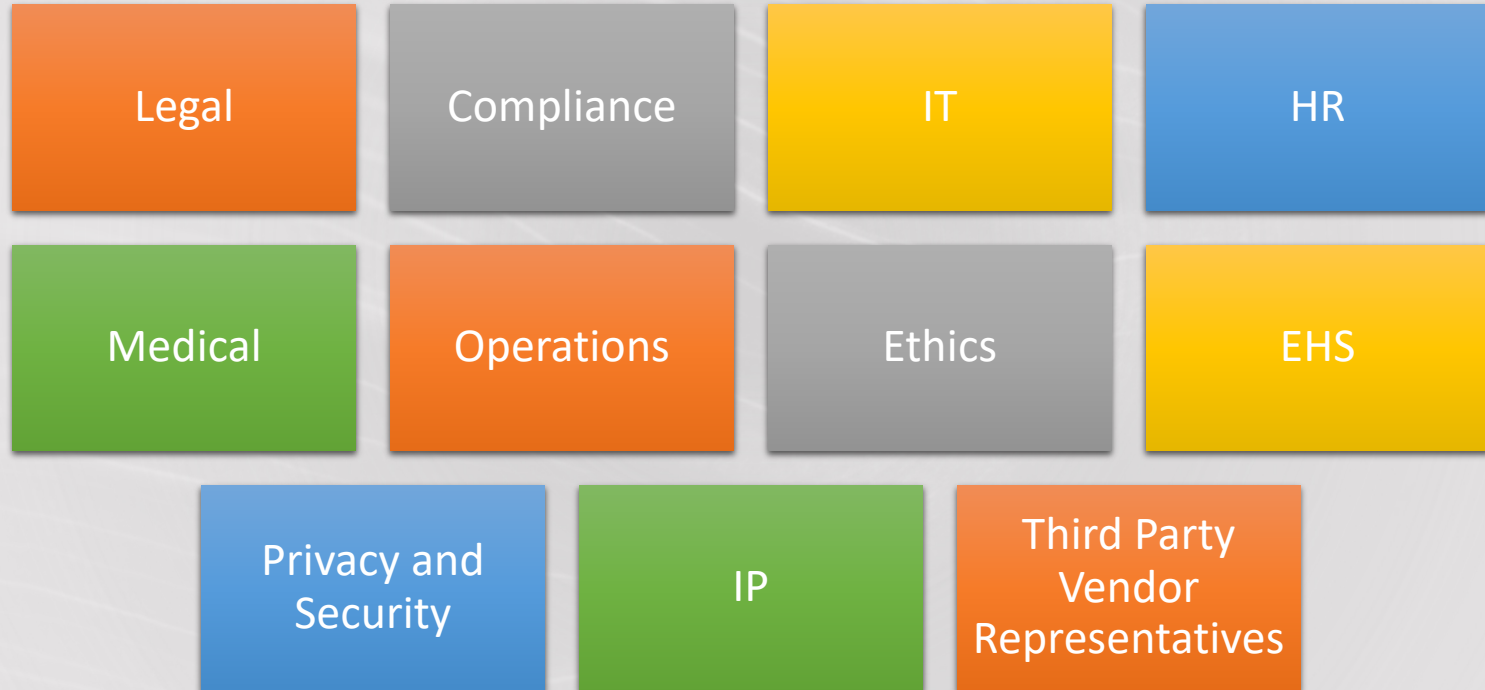 Legal
Compliance
IT
HR
Medical
Operations
Ethics
EHS
Privacy and
Security
IP
Third Party
Vendor
Representatives